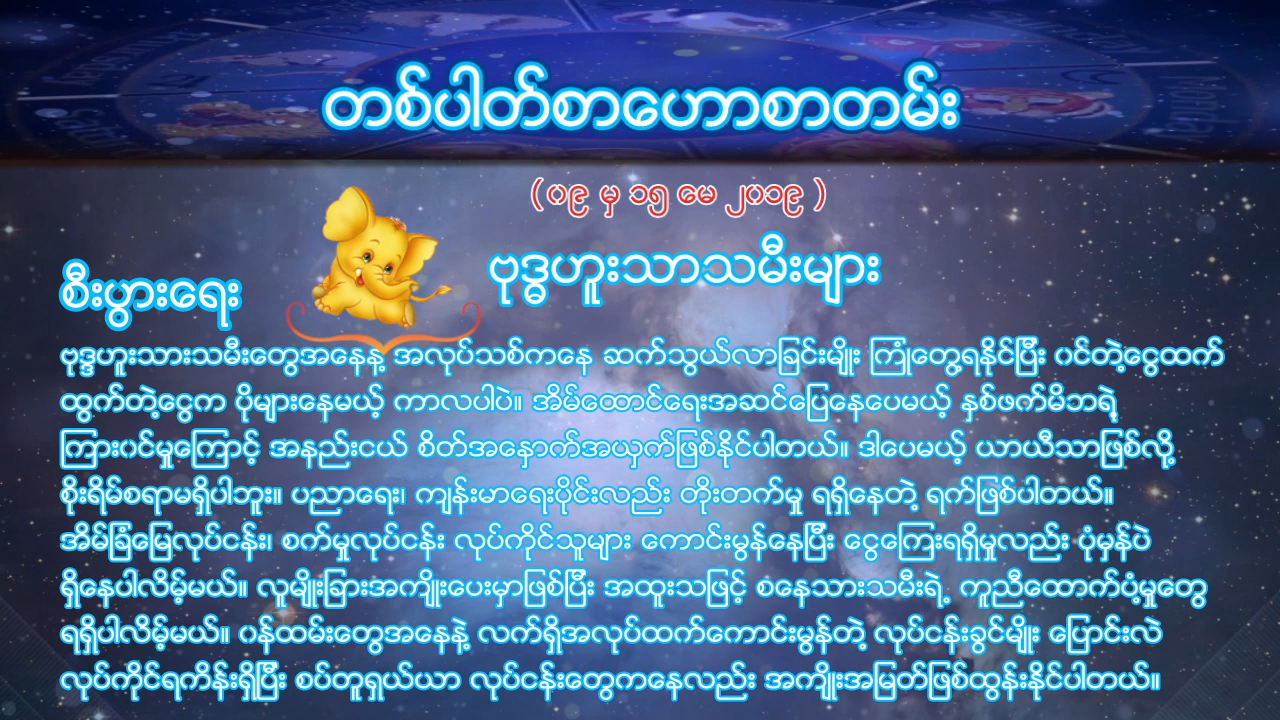 တစ်ပါတ်စာဟောစာတမ်း
( ၀၉ မှ ၁၅ မေ ၂၀၁၉ )
ဗုဒ္ဓဟူးသာသမီးများ
စီးပွားရေး
ဗုဒ္ဒဟူးသားသမီးတွေအနေနဲ့ အလုပ်သစ်ကနေ ဆက်သွယ်လာခြင်းမျိုး ကြုံတွေ့ရနိုင်ပြီး ဝင်တဲ့ငွေထက်
ထွက်တဲ့ငွေက ပိုများနေမယ့် ကာလပါပဲ။ အိမ်ထောင်ရေးအဆင်ပြေနေပေမယ့် နှစ်ဖက်မိဘရဲ့
ကြားဝင်မှုကြောင့် အနည်းငယ် စိတ်အနှောက်အယှက်ဖြစ်နိုင်ပါတယ်။ ဒါပေမယ့် ယာယီသာဖြစ်လို့
စိုးရိမ်စရာမရှိပါဘူး။ ပညာရေး၊ ကျန်းမာရေးပိုင်းလည်း တိုးတက်မှု ရရှိနေတဲ့ ရက်ဖြစ်ပါတယ်။
အိမ်ခြံမြေလုပ်ငန်း၊ စက်မှုလုပ်ငန်း လုပ်ကိုင်သူများ ကောင်းမွန်နေပြီး ငွေကြေးရရှိမှုလည်း ပုံမှန်ပဲ
ရှိနေပါလိမ့်မယ်။ လူမျိုးခြားအကျိုးပေးမှာဖြစ်ပြီး အထူးသဖြင့် စနေသားသမီးရဲ့ ကူညီထောက်ပံ့မှုတွေ
ရရှိပါလိမ့်မယ်။ ဝန်ထမ်းတွေအနေနဲ့ လက်ရှိအလုပ်ထက်ကောင်းမွန်တဲ့ လုပ်ငန်းခွင်မျိုး ပြောင်းလဲ
လုပ်ကိုင်ရကိန်းရှိပြီး စပ်တူရှယ်ယာ လုပ်ငန်းတွေကနေလည်း အကျိုးအမြတ်ဖြစ်ထွန်းနိုင်ပါတယ်။